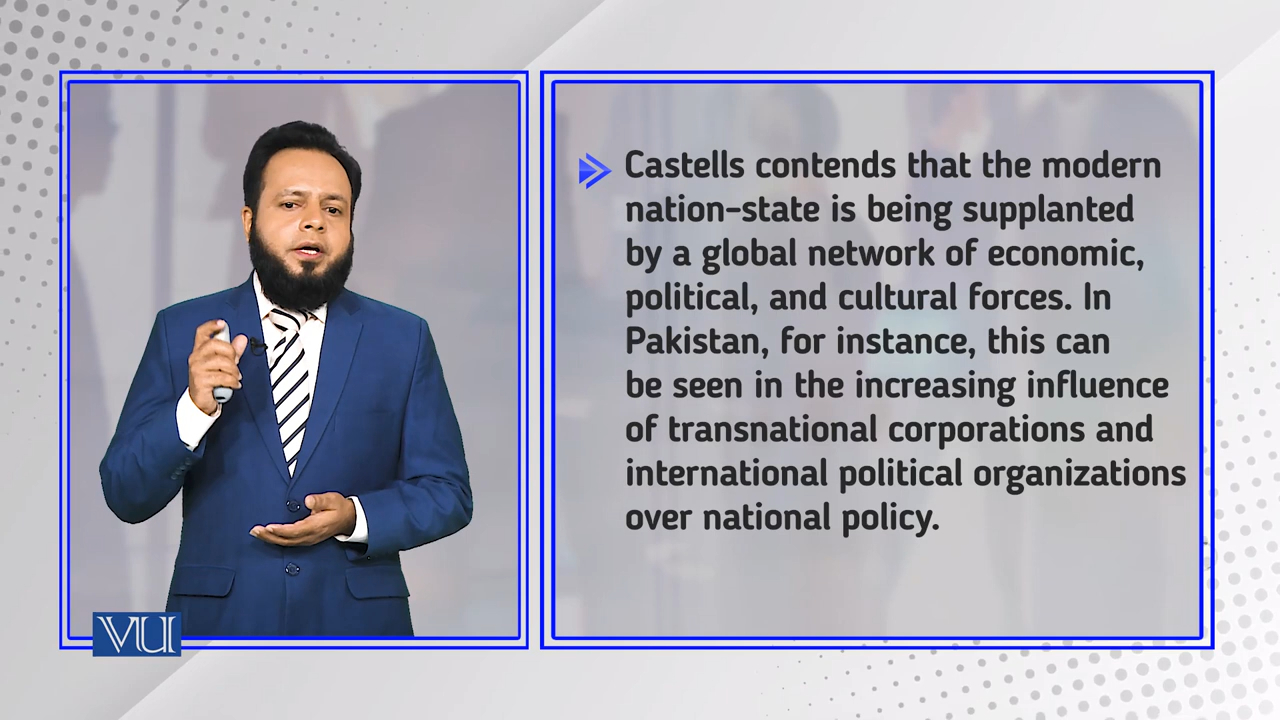 Castells contends that the modern
nation-state is being supplanted
by a global network of economic,
political, and cultural forces. In
Pakistan, for instance, this can
be seen in the increasing influence
of transnational corporations and
international political organizations
over national policy.
VU